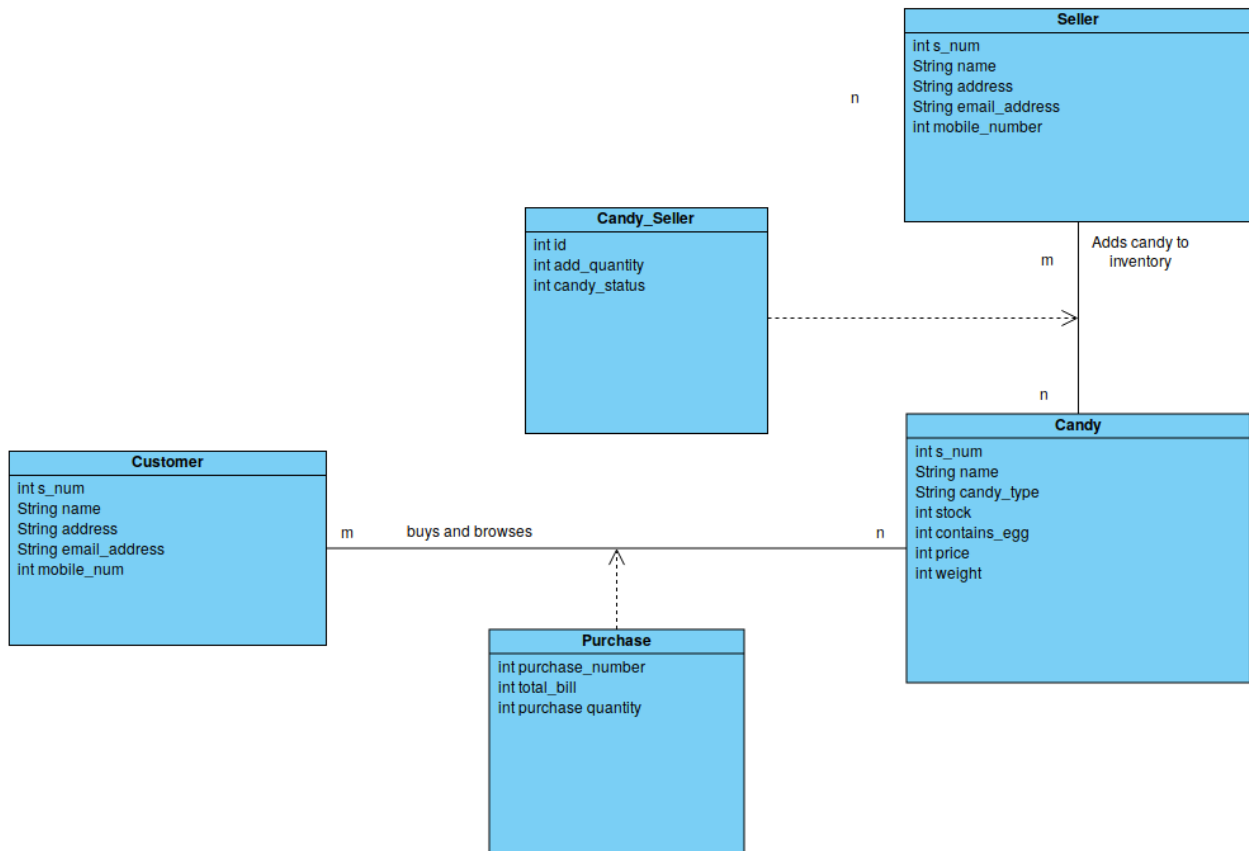 Seller
int s_num
String name
String address
String email_address
int mobile_number
n
Candy_Seller
int id
int add_quantity
int candy_status
Adds candy to
inventory
m
n
Candy
int s_num
String name
String candy_type
int stock
int contains_egg
int price
int weight
Customer
int s_num
String name
String address
String email_address
int mobile_num
m
buys and browses
n
Purchase
int purchase_number
int total_bill
int purchase quantity